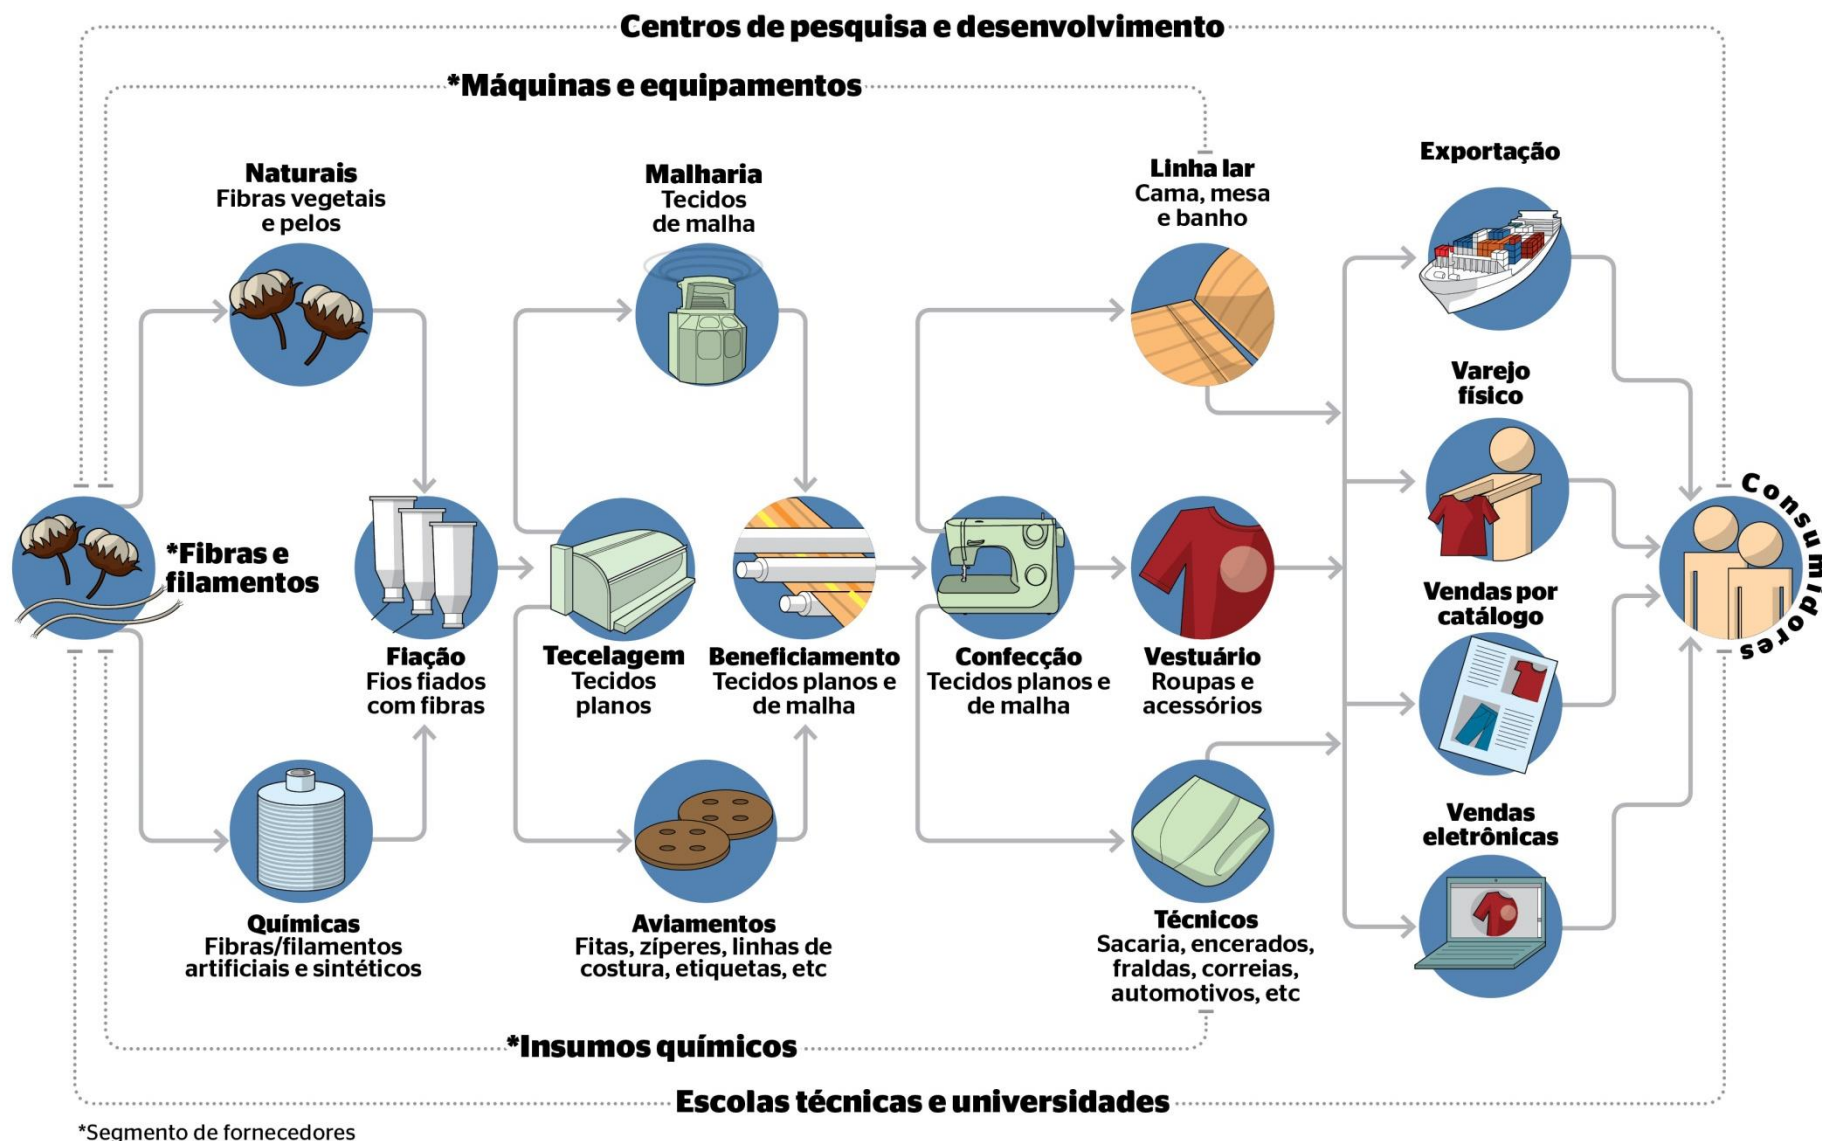 Centros de pesquisa e desenvolvimento
*Máquinas e equipamentos
Naturais
Fibras vegetais
e pelos
Malharia
Tecidos
de malha
Linha lar
Cama, mesa
e banho
Exportação
Varejo
físico
*Fibras e
filamentos
Fiação
Fios fiados
com fibras
Tecelagem
Tecidos
planos
Beneficiamento
Tecidos planos e
de malha
Confecção
Tecidos planos e
de malha
Vestuário
Roupas e
acessórios
Vendas por
catálogo
Consumidores
Químicas
Fibras/filamentos
artificiais e sintéticos
Aviamentos
Fitas, zíperes, linhas de
costura, etiquetas, etc
Técnicos
Sacaria, encerados,
fraldas, correias,
automotivos, etc
Vendas
eletrônicas
*Insumos químicos
Escolas técnicas e universidades
*Segmento de fornecedores